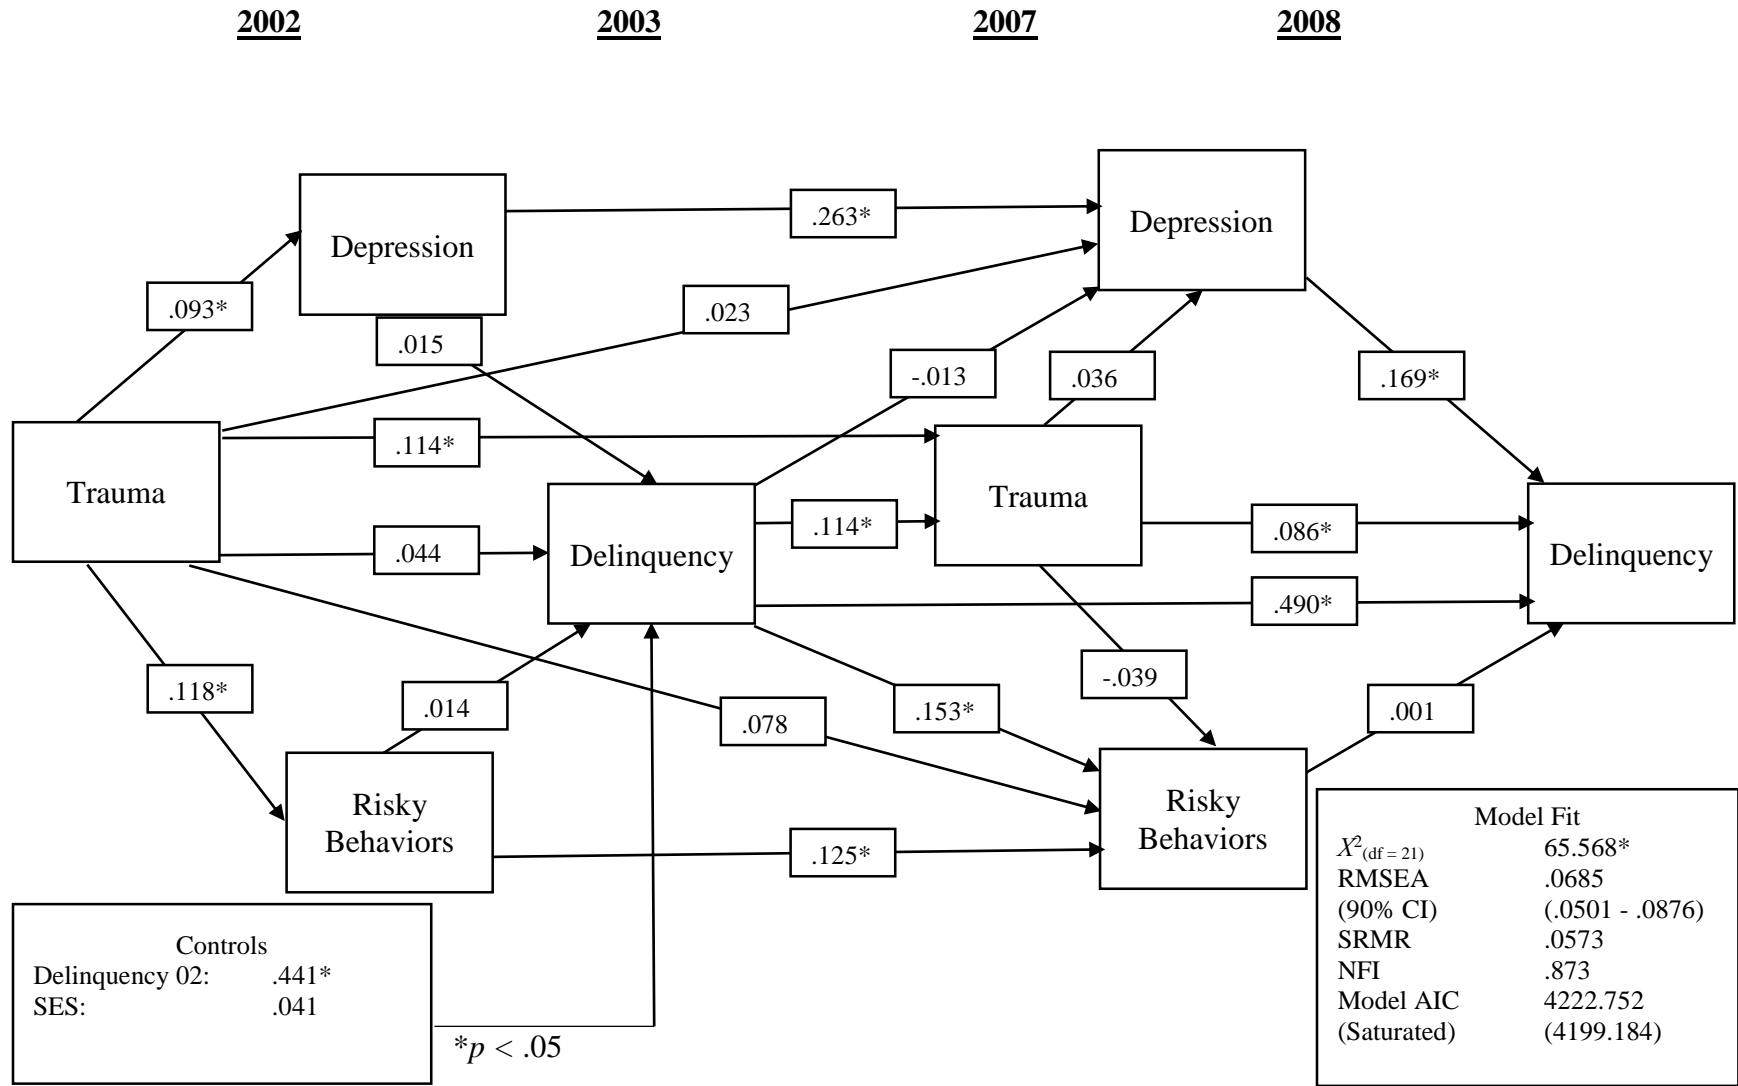 2002 2003 2007 2008
Depression
Depression
.263*
.093*
.023
.015
-.013
.036
.169*
Trauma
.114*
Trauma
.044
Delinquency
.114*
.086*
Delinquency
.490*
.118*
.014
.078
.153*
-.039
.001
Risky
Behaviors
Risky
Behaviors
.125*
Controls
Delinquency 02: .441*
SES: .041
*p < .05
Model Fit
X²(df = 21) 65.568*
RMSEA .0685
(90% CI) (.0501 - .0876)
SRMR .0573
NFI .873
Model AIC 4222.752
(Saturated) (4199.184)